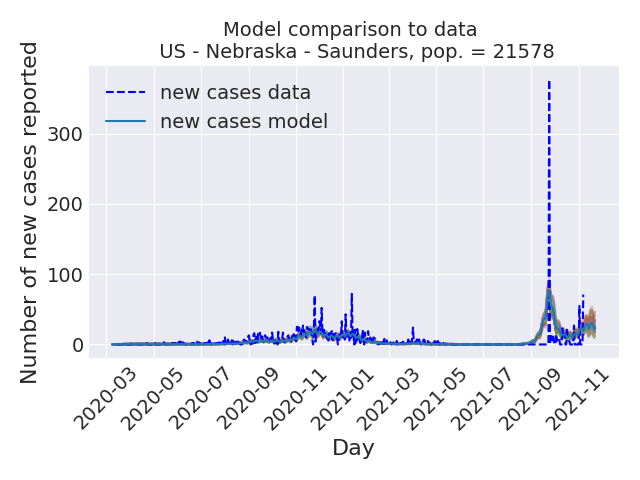 Model comparison to data
US - Nebraska - Saunders, pop. = 21578
new cases data
new cases model
Number of new cases reported
300
200
100
0
2020-03
2020-05
2020-07
2020-09
2020-11
2021-01
2021-03
2021-05
2021-07
2021-09
2021-11
Day